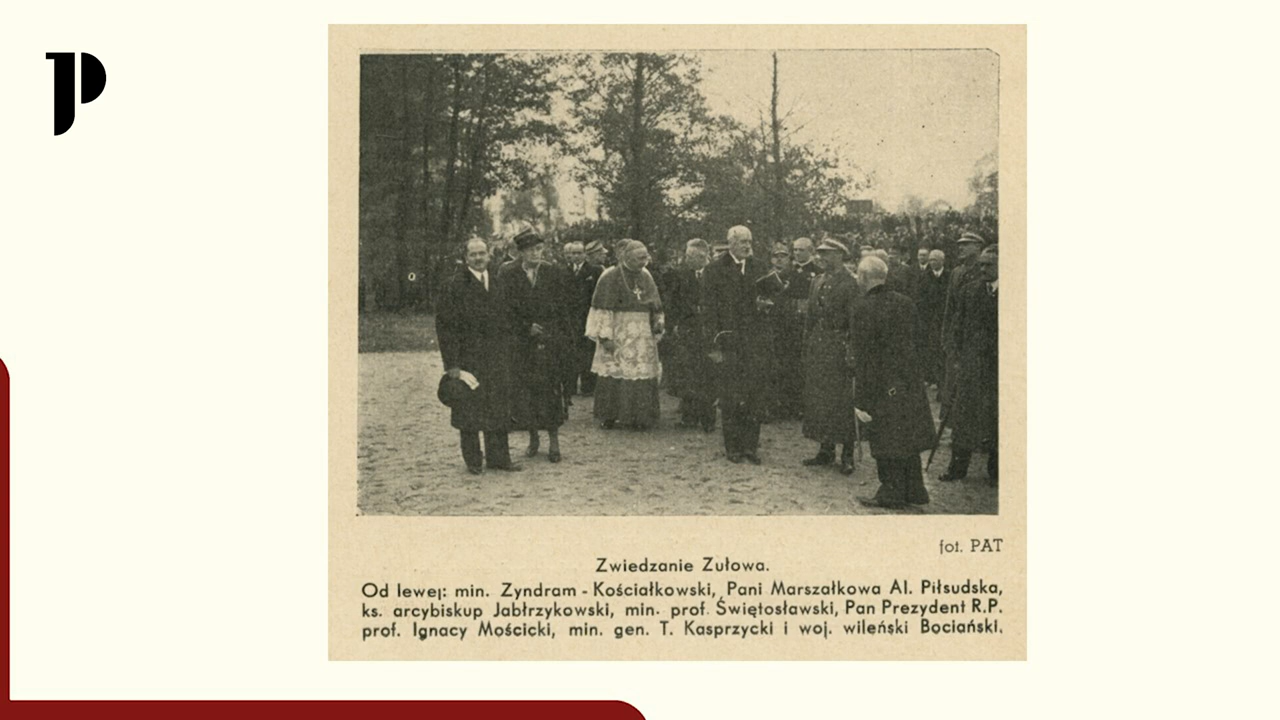 fot. PAT
Zwiedzanie Zułowa.
Od lewej: min. Zyndram - Kościałkowski, Pani Marszałkowa Al. Piłsudska,
ks. arcybiskup Jabłrzykowski, min. prof. Świętosławski, Pan Prezydent R.P.
prof. Ignacy Mościcki, min. gen. T. Kasprzycki i woj. wileński Bociański.